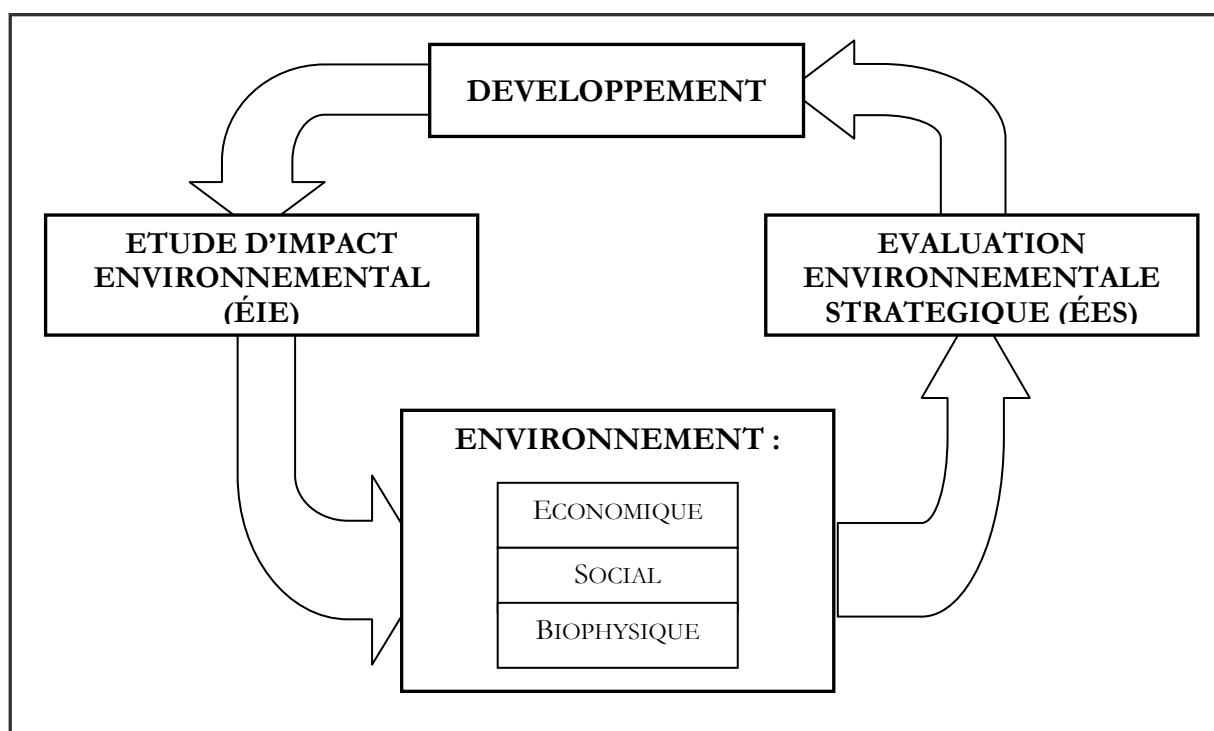 DEVELOPPEMENT
ETUDE D’IMPACT
ENVIRONNEMENTAL
(ÉIE)
EVALUATION
ENVIRONNEMENTALE
STRATEGIQUE (ÉES)
ENVIRONNEMENT :
ECONOMIQUE
SOCIAL
BIOPHYSIQUE